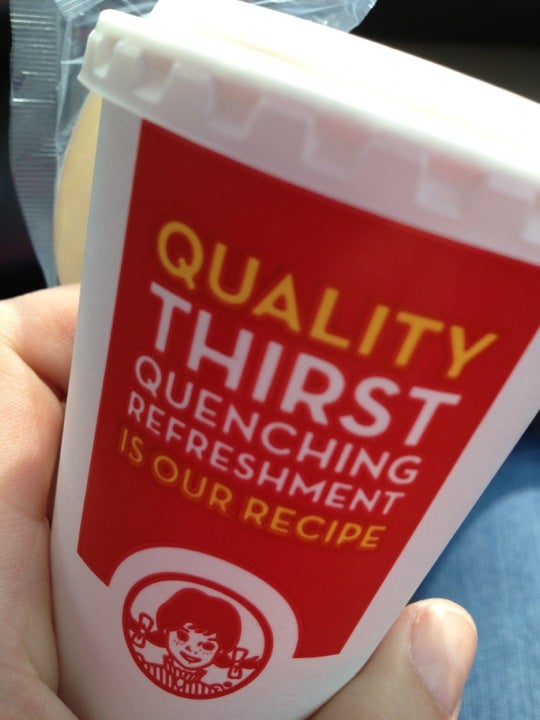 QUALITY
THIRST
QUENCHING
REFRESHMENT
IS OUR RECIPE